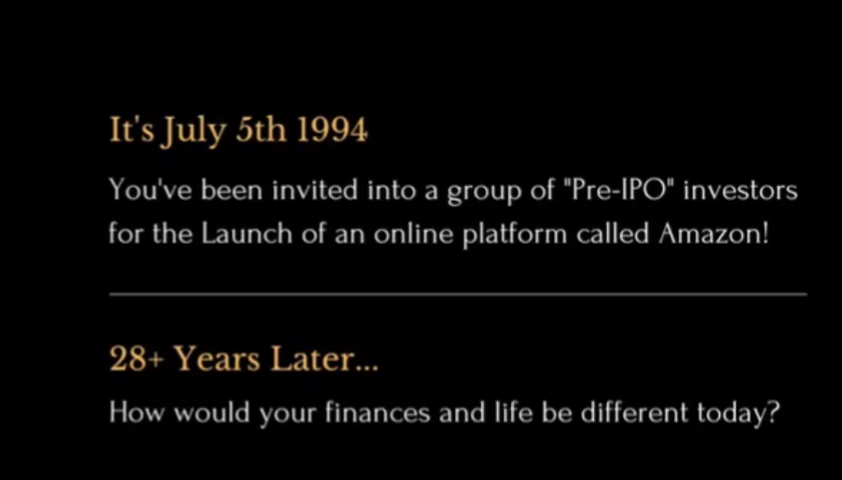 It's July 5th 1994
You've been invited into a group of "Pre-IPO" investors
for the Launch of an online platform called Amazon!
28+ Years Later...
How would your finances and life be different today?